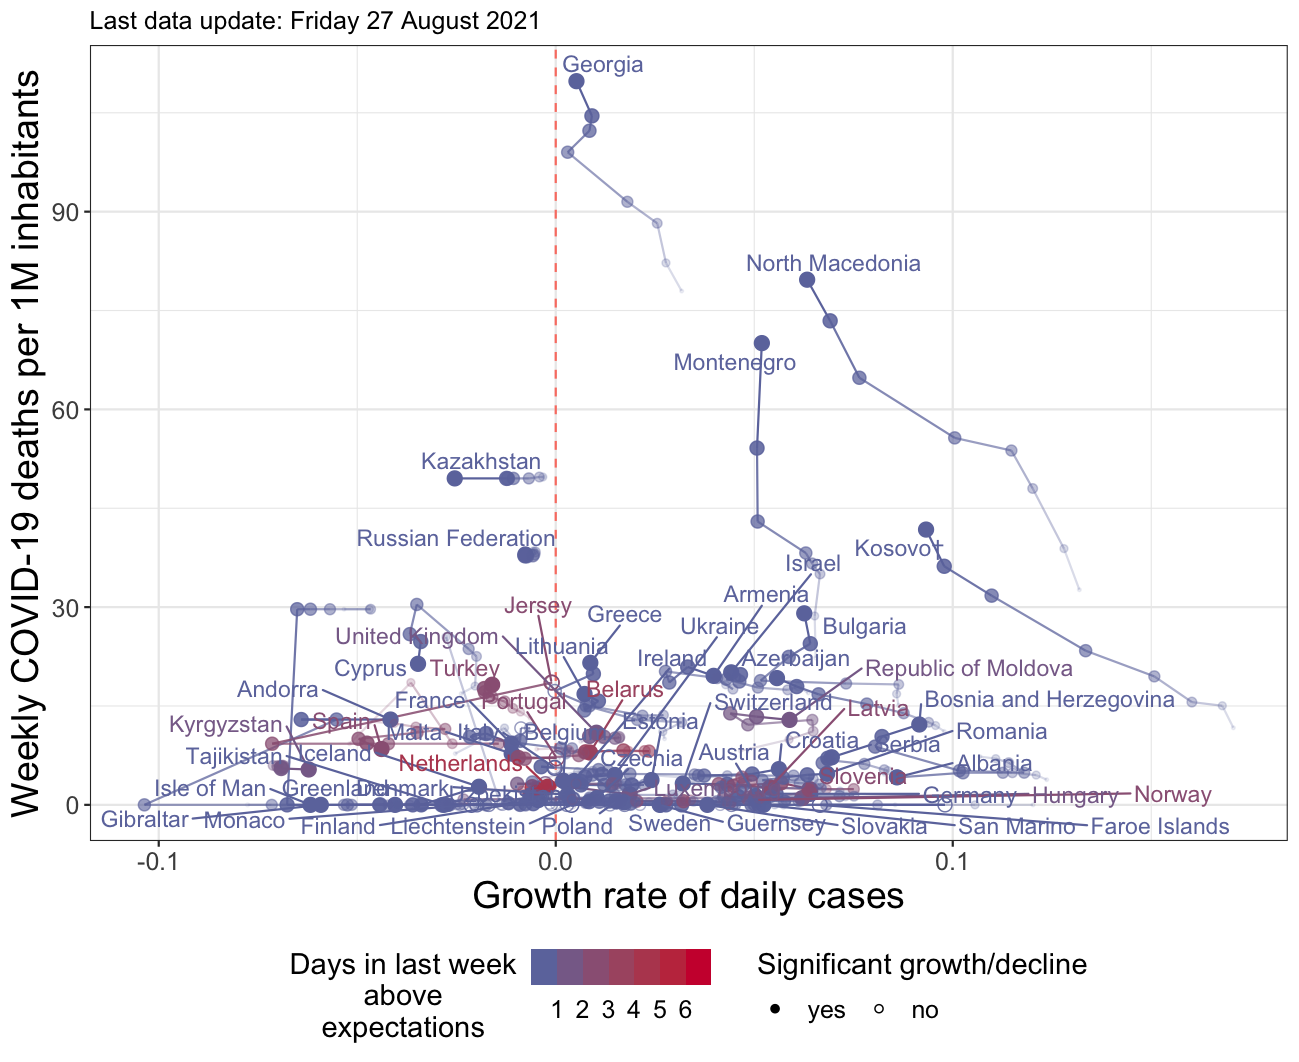 Last data update: Friday 27 August 2021
Weekly COVID-19 deaths per 1M inhabitants
90
60
30
0
Georgia
North Macedonia
Montenegro
Kazakhstan
Russian Federation
Kosovo†
Israel
Armenia
Jersey
Greece
Ukraine
Bulgaria
United Kingdom
Lithuania
Ireland
Azerbaijan
Cyprus
Turkey
Republic of Moldova
Andorra
France
Portugal
Belarus
Switzerland
Latvia
Bosnia and Herzegovina
Kyrgyzstan
Spain
Malta
Italy
Belgium
Estonia
Croatia
Serbia
Romania
Tajikistan
Iceland
Netherlands
Czechia
Austria
Slovenia
Albania
Isle of Man
Greenland
Denmark
Germany
Hungary
Norway
Gibraltar
Monaco
Finland
Liechtenstein
Poland
Sweden
Guernsey
Slovakia
San Marino
Faroe Islands
-0.1
0.0
0.1
Growth rate of daily cases
Days in last week
above
expectations
1 2 3 4 5 6
Significant growth/decline
yes
no